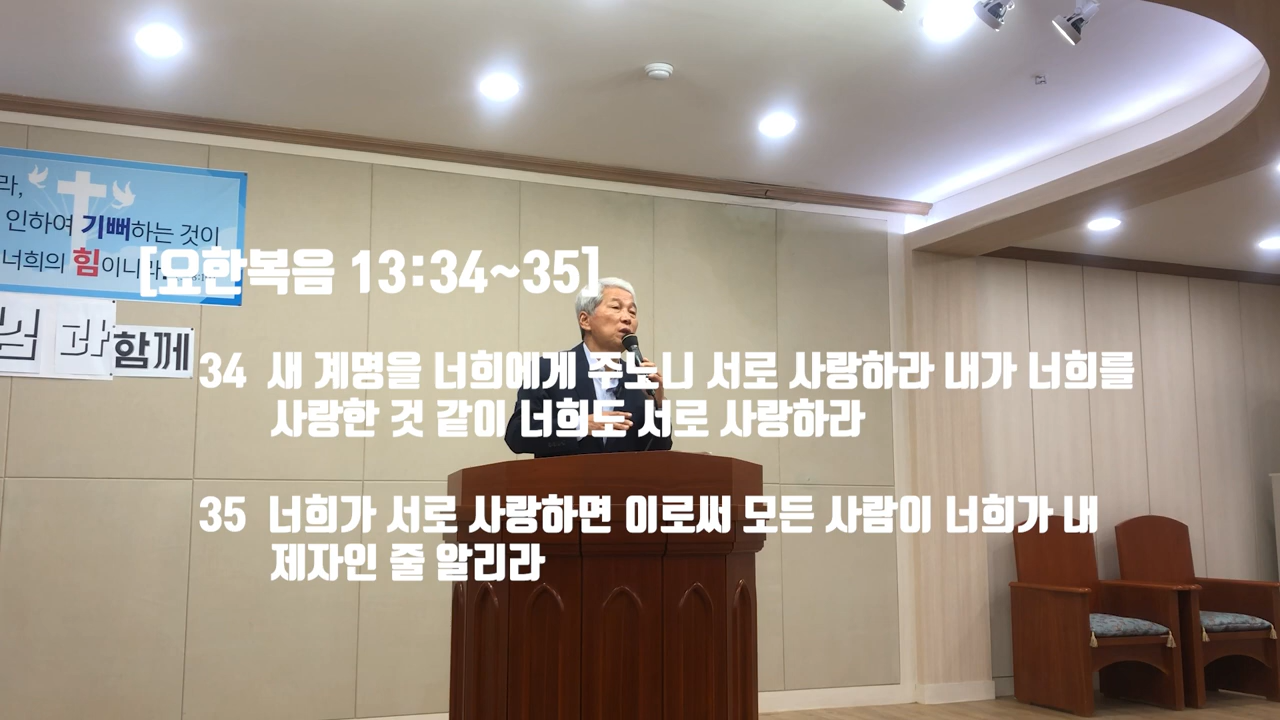 라,
인하여 기뻐하는 것이
너희의 힘이니라
함께
[요한복음 13:34~35]
34 새 계명을 너희에게 주노니 서로 사랑하라 내가 너희를
사랑한 것 같이 너희도 서로 사랑하라
35 너희가 서로 사랑하면 이로써 모든 사람이 너희가 내
제자인 줄 알리라